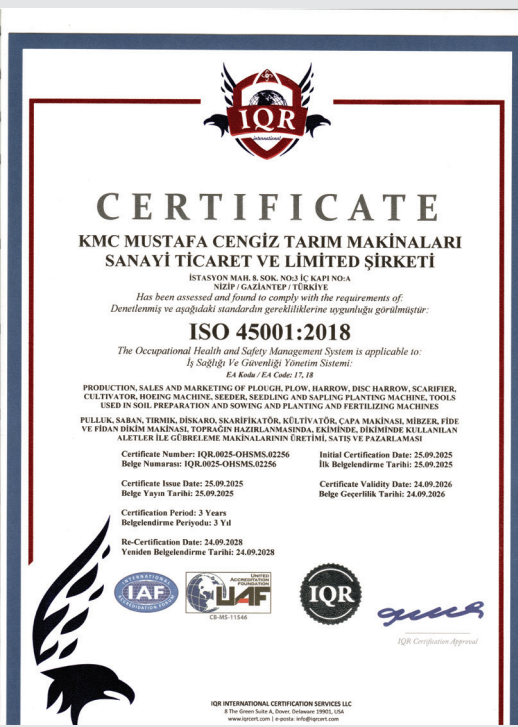 IQR
International
CERTIFICATE
KMC MUSTAFA CENGİZ TARIM MAKİNALARI
SANAYİ TİCARET VE LİMİTED ŞİRKETİ
İSTASYON MAH. 8. SOK. NO:3 İÇ KAPI NO:A
NİZİP / GAZİANTEP / TÜRKİYE
Has been assessed and found to comply with the requirements of:
Denetlenmiş ve aşağıdaki standardın gerekliliklerine uygunluğu görülmüştür:
ISO 45001:2018
The Occupational Health and Safety Management System is applicable to:
İş Sağlığı Ve Güvenliği Yönetim Sistemi:
EA Kodu / EA Code: 17, 18
PRODUCTION, SALES AND MARKETING OF PLOUGH, PLOW, HARROW, DISC HARROW, SCARIFIER,
CULTIVATOR, HOEING MACHINE, SEEDER, SEEDLING AND SAPLING PLANTING MACHINE, TOOLS
USED IN SOIL PREPARATION AND SOWING AND PLANTING AND FERTILIZING MACHINES
PULLUK, SABAN, TIRMIK, DİSKARO, SKARİFİKATÖR, KÜLTİVATÖR, ÇAPA MAKİNASI, MİBZER, FİDE
VE FİDAN DİKİM MAKİNASI, TOPRAĞIN HAZIRLANMASINDA, EKİMİNDE, DİKİMİNDE KULLANILAN
ALETLER İLE GÜBRELEME MAKİNALARININ ÜRETİMİ, SATIŞ VE PAZARLAMASI
Certificate Number: IQR.0025-OHSMS.02256
Belge Numarası: IQR.0025-OHSMS.02256
Initial Certification Date: 25.09.2025
İlk Belgelendirme Tarihi: 25.09.2025
Certificate Issue Date: 25.09.2025
Belge Yayın Tarihi: 25.09.2025
Certificate Validity Date: 24.09.2026
Belge Geçerlilik Tarihi: 24.09.2026
Certification Period: 3 Years
Belgelendirme Periyodu: 3 Yıl
Re-Certification Date: 24.09.2028
Yeniden Belgelendirme Tarihi: 24.09.2028
INTERNATIONAL
IAF
ACCREDITATION FORUM
UNITED
ACCREDITATION
FOUNDATION
UAF
CB-MS-11546
IQR
IQR Certification Approval
IQR INTERNATIONAL CERTIFICATION SERVICES LLC
8 The Green Suite A, Dover, Delaware 19901, USA
www.iqrcert.com | e-posta: info@iqrcert.com